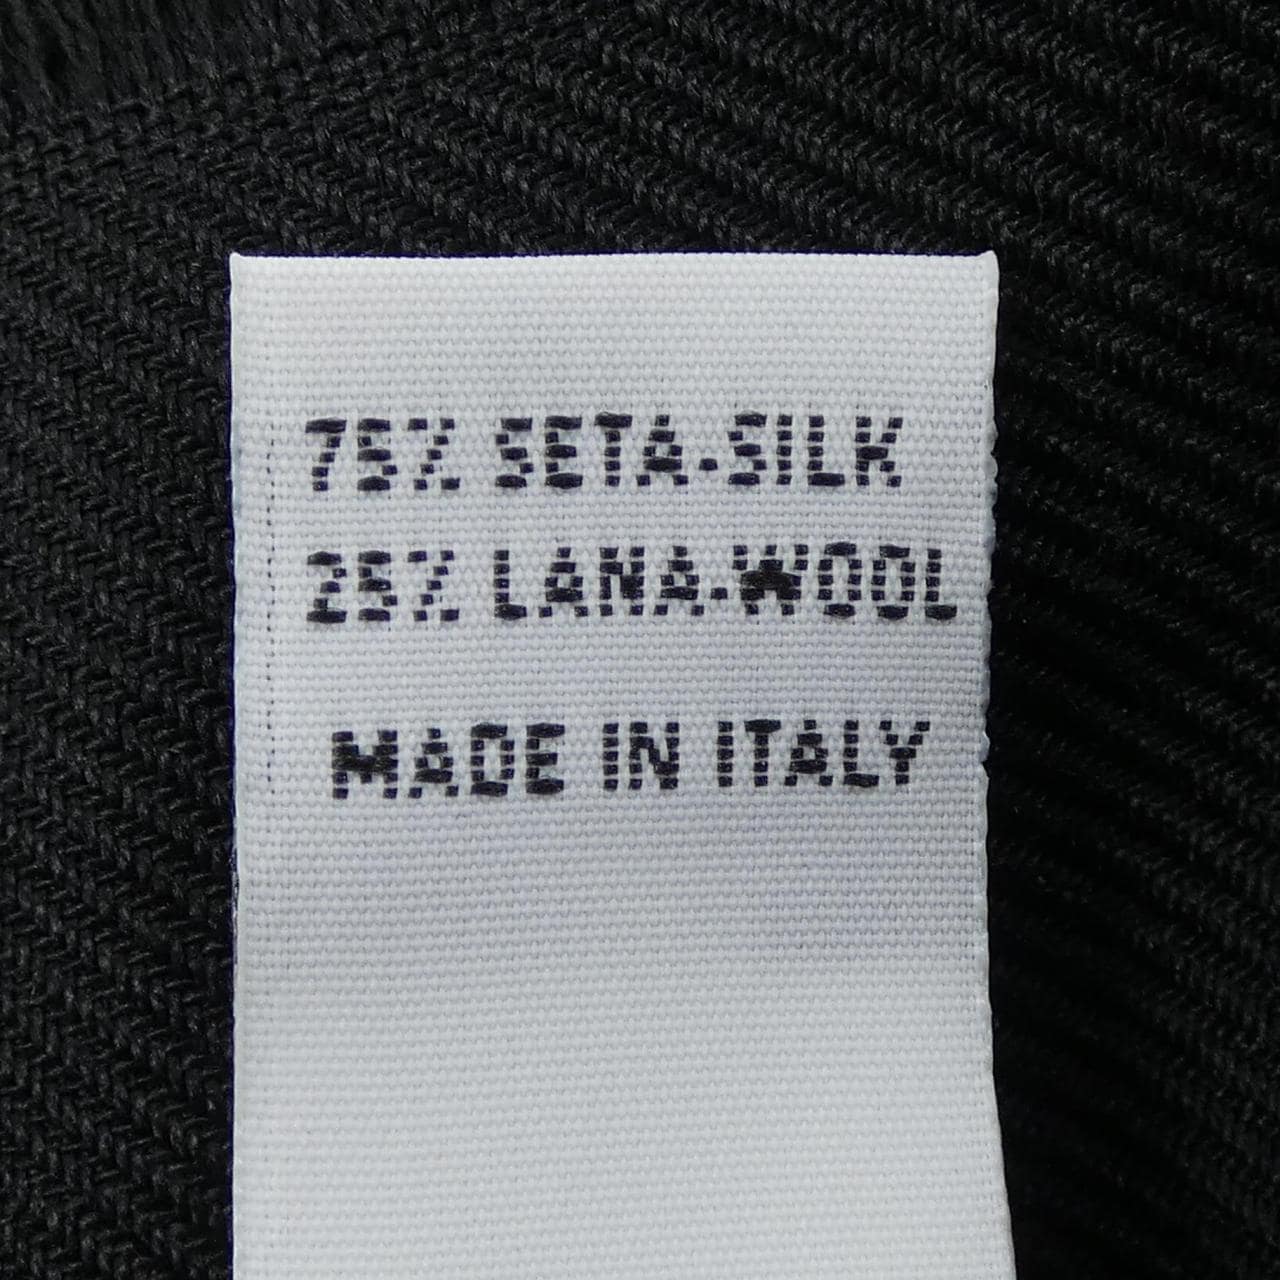 75% SETA-SILK
25% LANA-WOOL
MADE IN ITALY